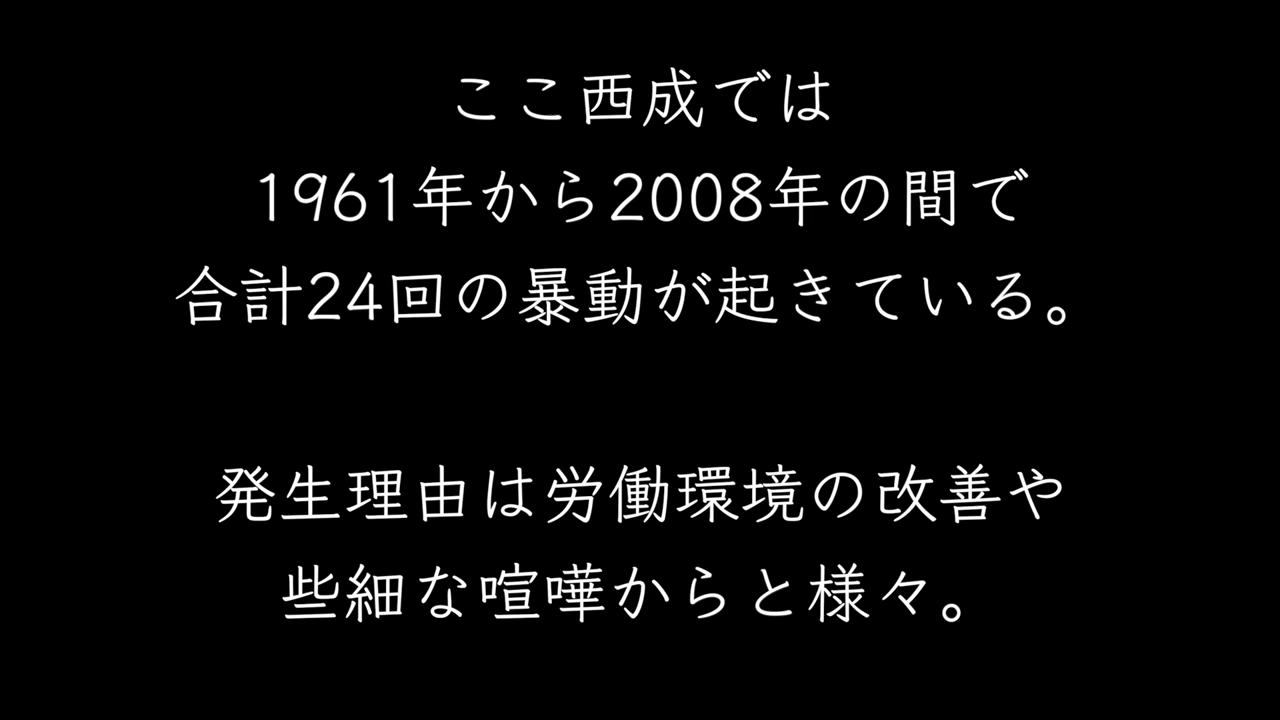 ここ西成では
1961年から2008年の間で
合計24回の暴動が起きている。
発生理由は労働環境の改善や
些細な喧嘩からと様々。